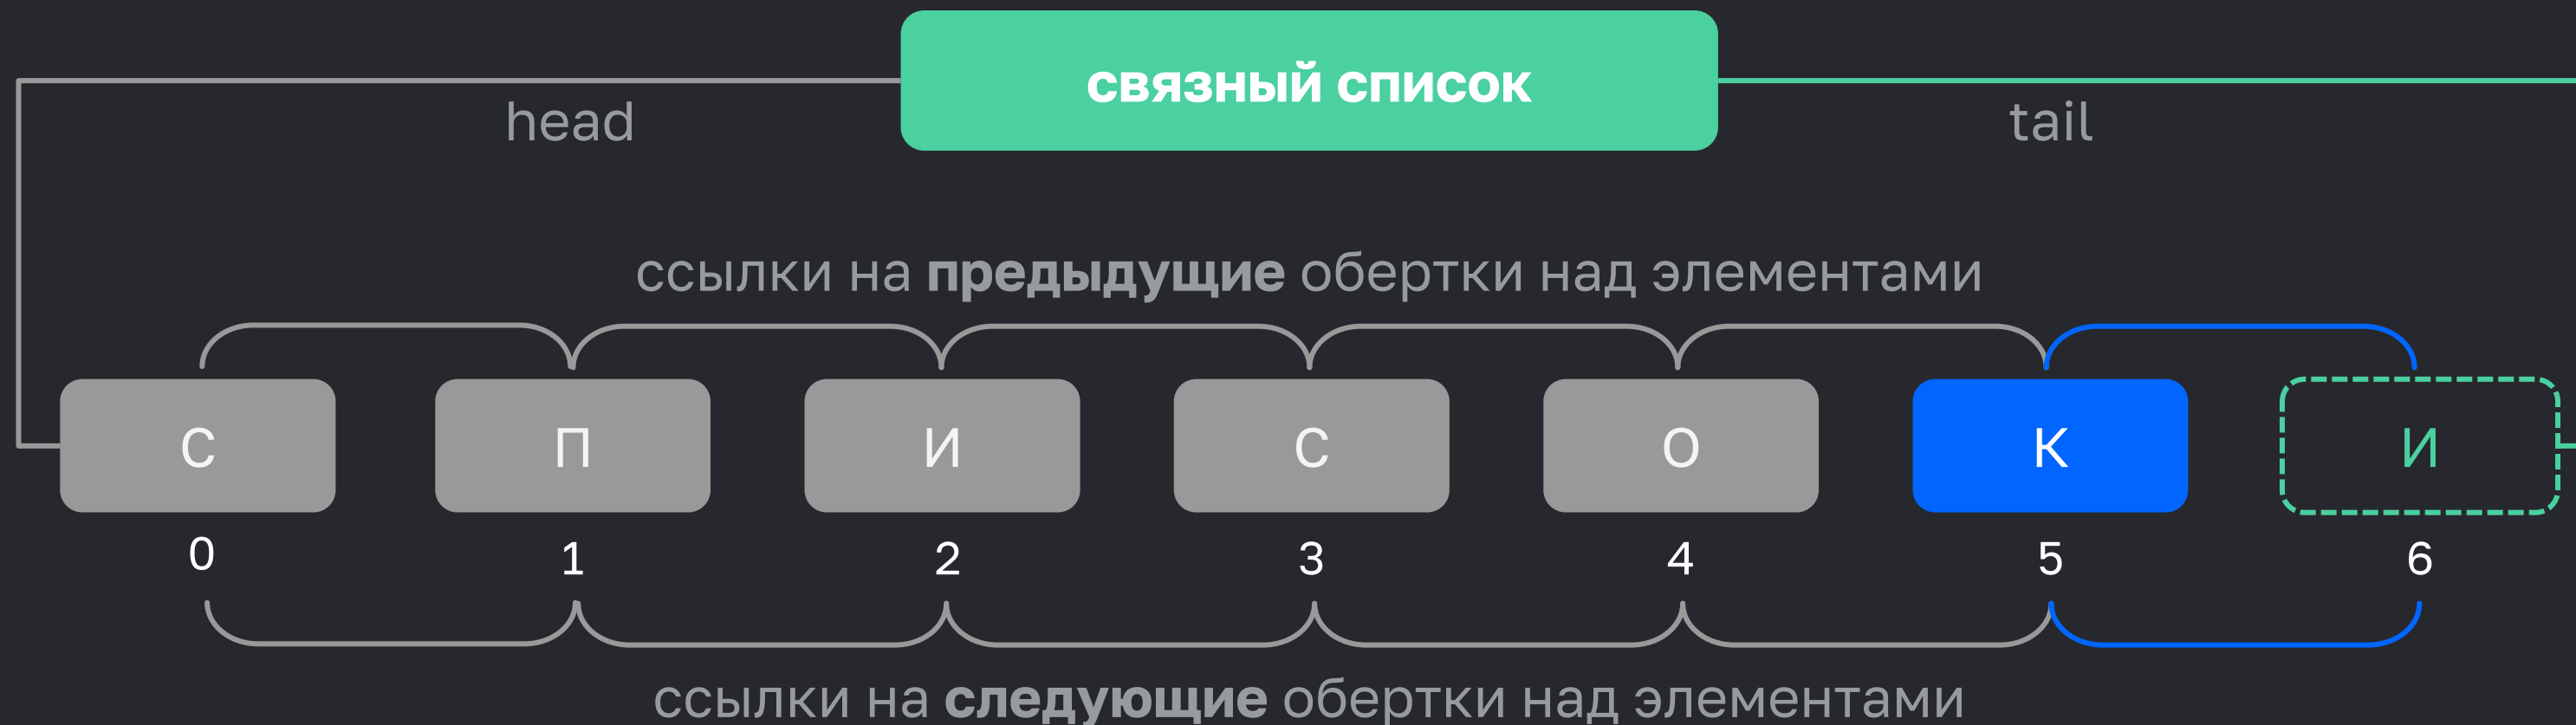 связный список
head
tail
ссылки на предыдущие обертки над элементами
С П И С О К И
0 1 2 3 4 5 6
ссылки на следующие обертки над элементами